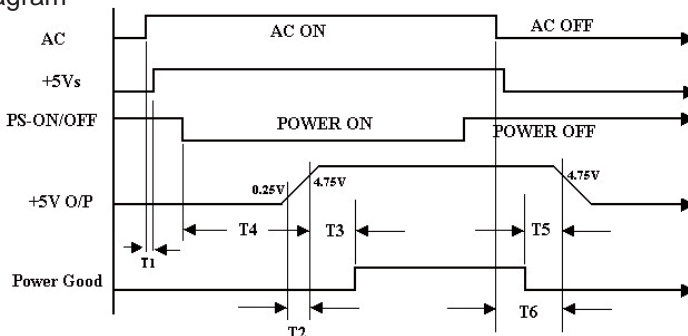 agram
AC
AC ON
AC OFF
+5Vs
PS-ON/OFF
POWER ON
POWER OFF
+5V O/P
0.25V
4.75V
4.75V
T4
T3
T5
T1
Power Good
T2
T6